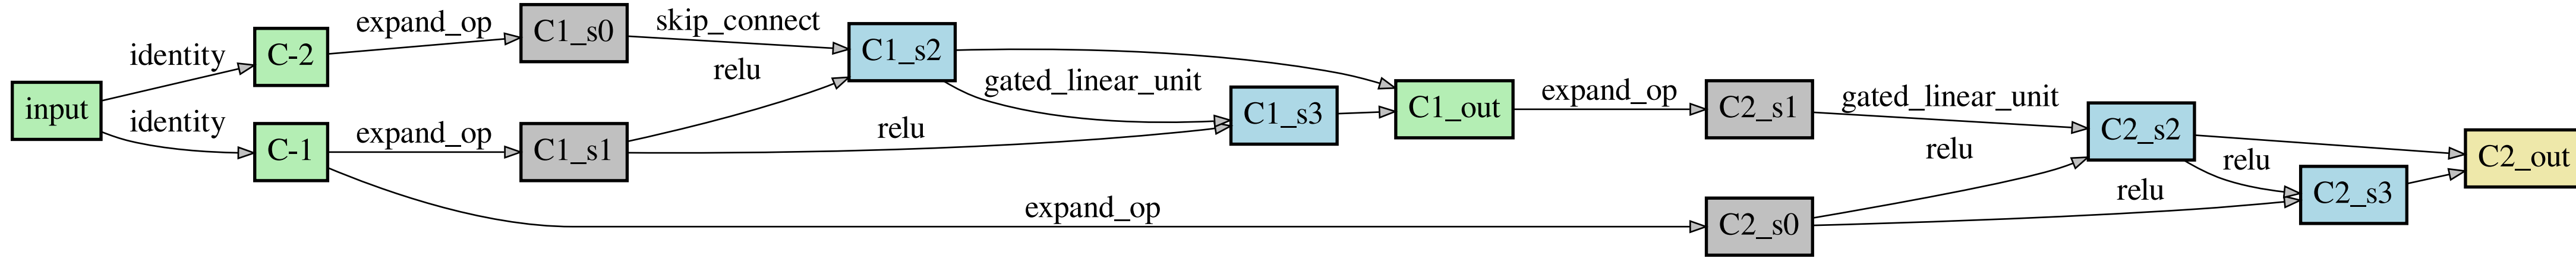 input
identity
identity
C-2
C-1
expand_op
expand_op
expand_op
C1_s0
C1_s1
skip_connect
relu
relu
C1_s2
gated_linear_unit
C1_s3
C1_out
expand_op
C2_s1
C2_s0
gated_linear_unit
relu
relu
C2_s2
relu
C2_s3
C2_out